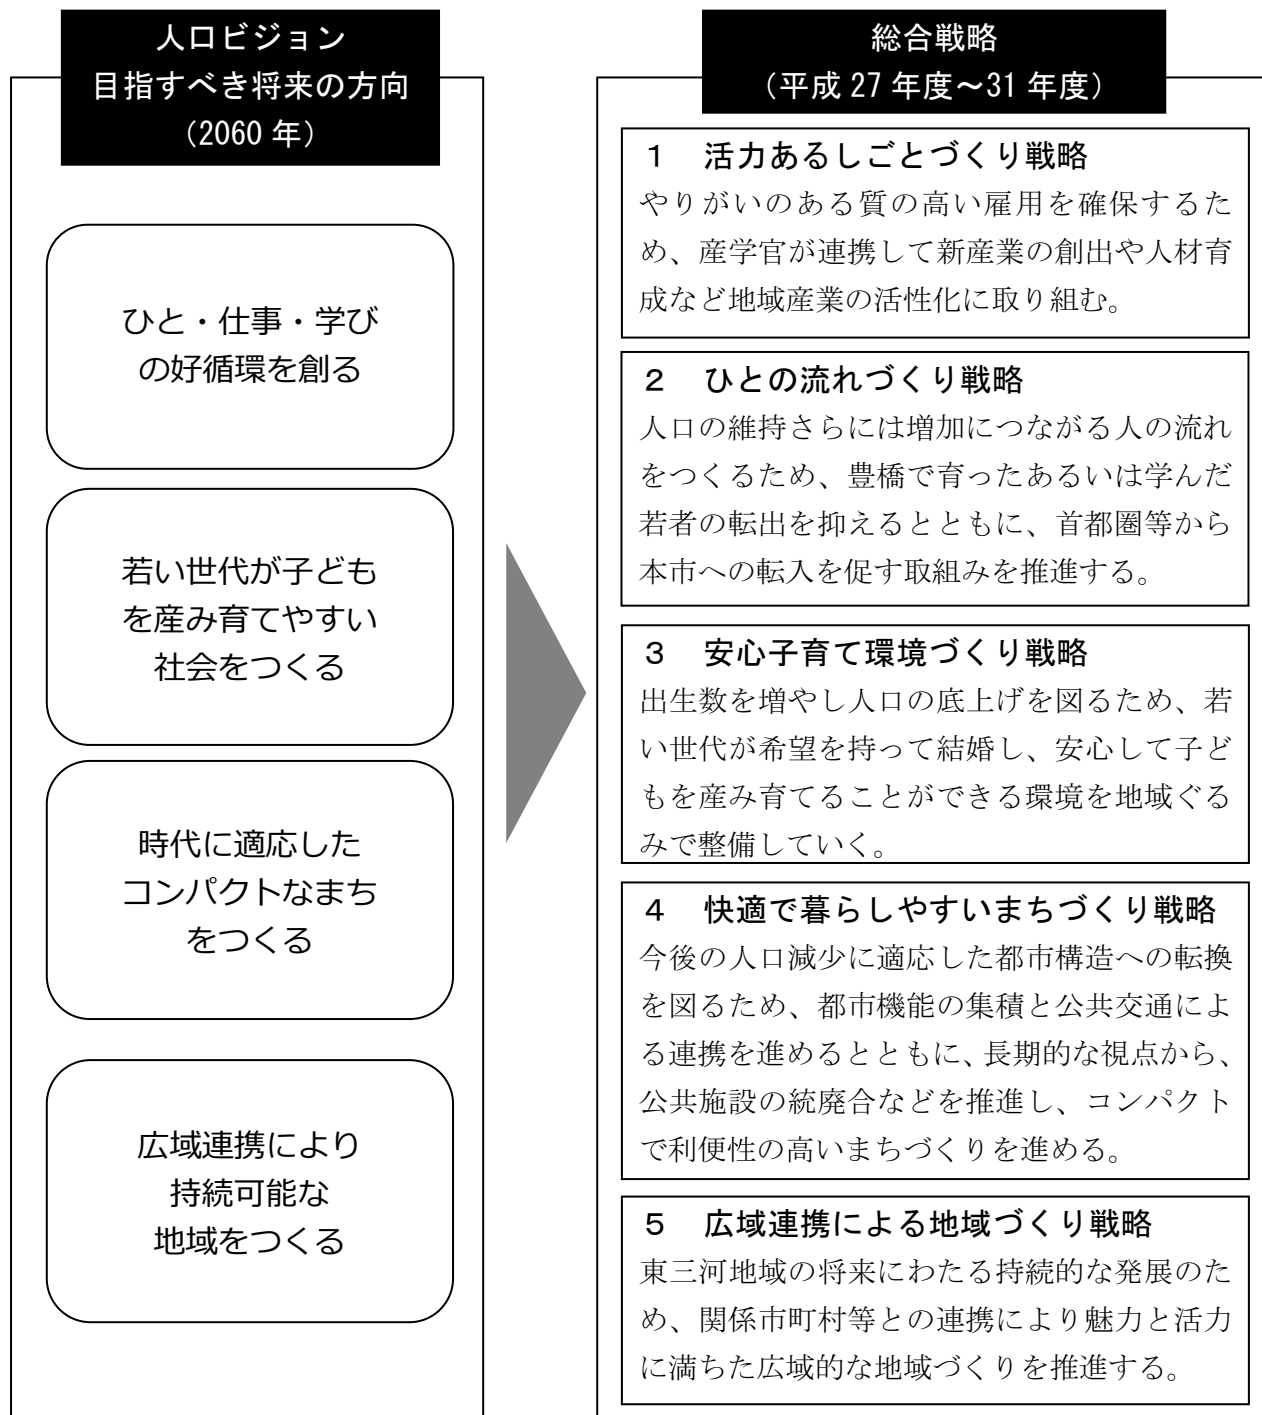 人口ビジョン
目指すべき将来の方向
（2060 年）
ひと・仕事・学び
の好循環を創る
若い世代が子ども
を産み育てやすい
社会をつくる
時代に適応した
コンパクトなまち
をつくる
広域連携により
持続可能な
地域をつくる
総合戦略
（平成 27 年度～31 年度）
１　活力あるしごとづくり戦略
やりがいのある質の高い雇用を確保するた
め、産学官が連携して新産業の創出や人材育
成など地域産業の活性化に取り組む。
２　ひとの流れづくり戦略
人口の維持さらには増加につながる人の流れ
をつくるため、豊橋で育ったあるいは学んだ
若者の転出を抑えるとともに、首都圏等から
本市への転入を促す取組みを推進する。
３　安心子育て環境づくり戦略
出生数を増やし人口の底上げを図るため、若
い世代が希望を持って結婚し、安心して子ど
もを産み育てることができる環境を地域ぐる
みで整備していく。
４　快適で暮らしやすいまちづくり戦略
今後の人口減少に適応した都市構造への転換
を図るため、都市機能の集積と公共交通によ
る連携を進めるとともに、長期的な視点から、
公共施設の統廃合などを推進し、コンパクト
で利便性の高いまちづくりを進める。
５　広域連携による地域づくり戦略
東三河地域の将来にわたる持続的な発展のた
め、関係市町村等との連携により魅力と活力
に満ちた広域的な地域づくりを推進する。